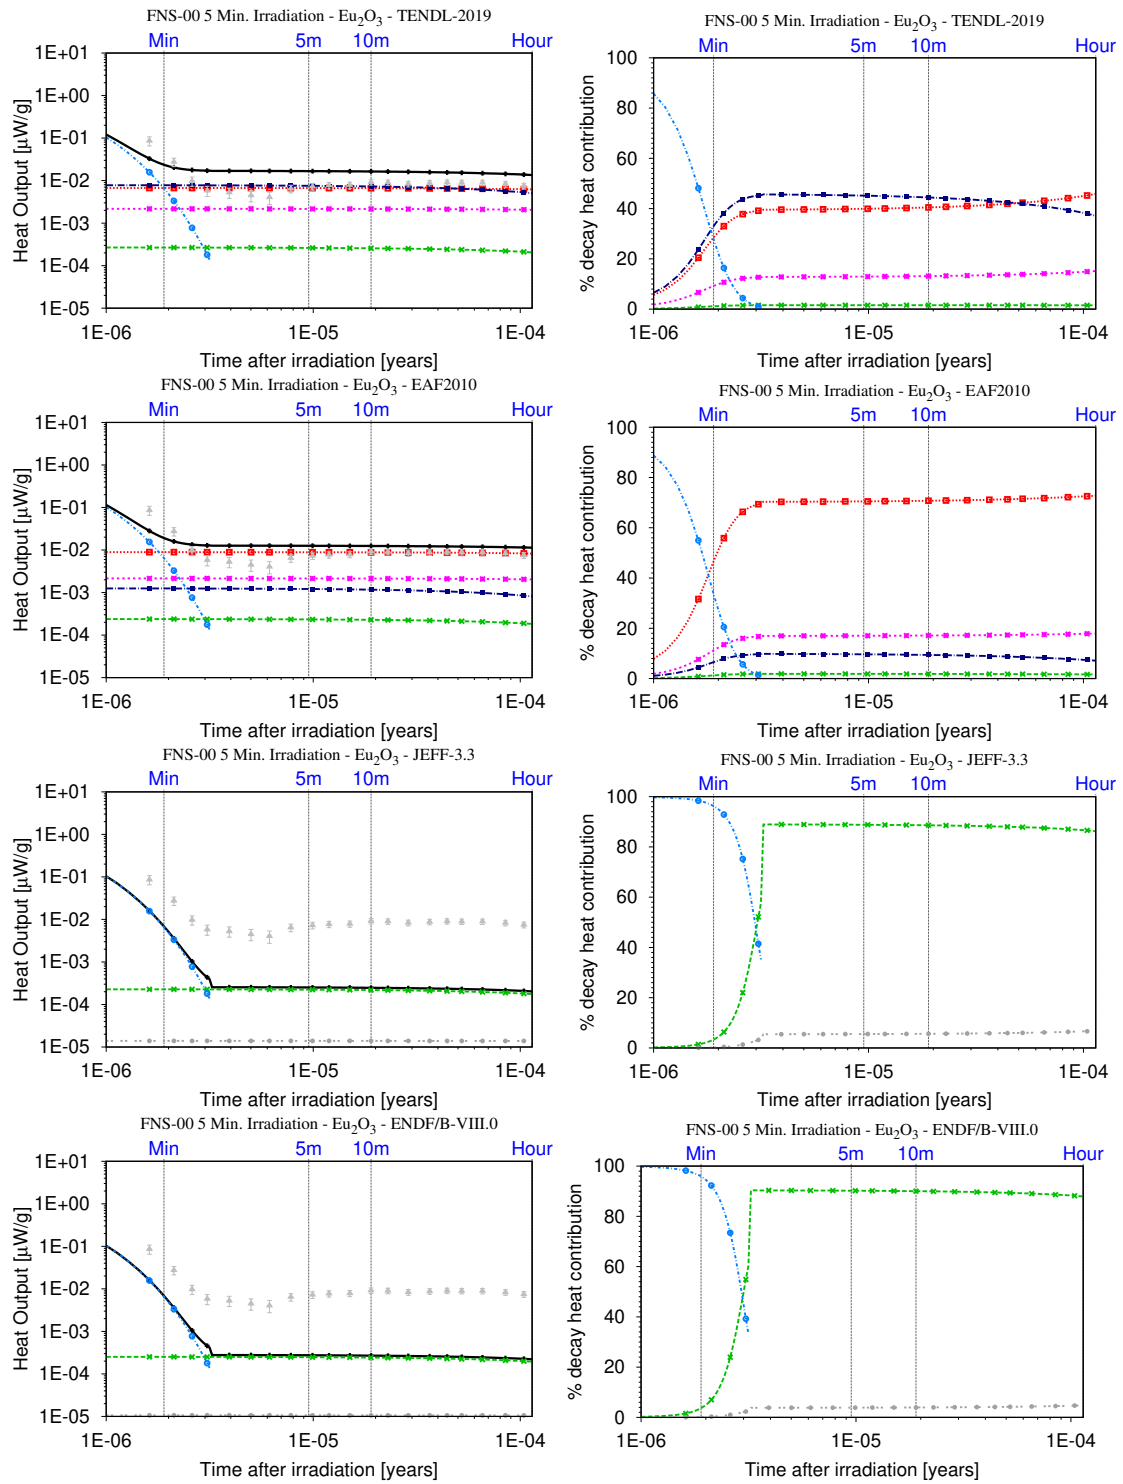 FNS-00 5 Min. Irradiation - Eu₂O₃ - TENDL-2019
Min 5m 10m Hour
Heat Output [µW/g]
1E+01
1E+00
1E-01
1E-02
1E-03
1E-04
1E-05
1E-06 1E-05 1E-04
Time after irradiation [years]
FNS-00 5 Min. Irradiation - Eu₂O₃ - TENDL-2019
Min 5m 10m Hour
% decay heat contribution
100
80
60
40
20
0
1E-06 1E-05 1E-04
Time after irradiation [years]
FNS-00 5 Min. Irradiation - Eu₂O₃ - EAF2010
Min 5m 10m Hour
Heat Output [µW/g]
1E+01
1E+00
1E-01
1E-02
1E-03
1E-04
1E-05
1E-06 1E-05 1E-04
Time after irradiation [years]
FNS-00 5 Min. Irradiation - Eu₂O₃ - EAF2010
Min 5m 10m Hour
% decay heat contribution
100
80
60
40
20
0
1E-06 1E-05 1E-04
Time after irradiation [years]
FNS-00 5 Min. Irradiation - Eu₂O₃ - JEFF-3.3
Min 5m 10m Hour
Heat Output [µW/g]
1E+01
1E+00
1E-01
1E-02
1E-03
1E-04
1E-05
1E-06 1E-05 1E-04
Time after irradiation [years]
FNS-00 5 Min. Irradiation - Eu₂O₃ - JEFF-3.3
Min 5m 10m Hour
% decay heat contribution
100
80
60
40
20
0
1E-06 1E-05 1E-04
Time after irradiation [years]
FNS-00 5 Min. Irradiation - Eu₂O₃ - ENDF/B-VIII.0
Min 5m 10m Hour
Heat Output [µW/g]
1E+01
1E+00
1E-01
1E-02
1E-03
1E-04
1E-05
1E-06 1E-05 1E-04
Time after irradiation [years]
FNS-00 5 Min. Irradiation - Eu₂O₃ - ENDF/B-VIII.0
Min 5m 10m Hour
% decay heat contribution
100
80
60
40
20
0
1E-06 1E-05 1E-04
Time after irradiation [years]